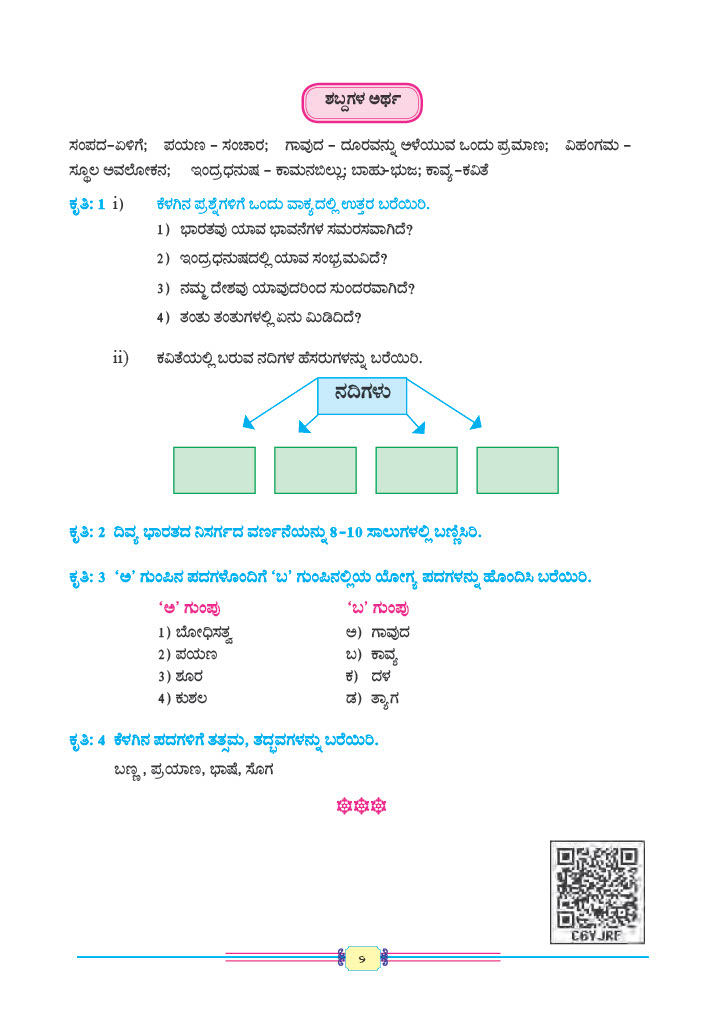 ಶಬ್ದಗಳ ಅರ್ಥ
ಸಂಪದ–ಏಳಿಗೆ; ಪಯಣ – ಸಂಚಾರ; ಗಾವುದ – ದೂರವನ್ನು ಅಳೆಯುವ ಒಂದು ಪ್ರಮಾಣ; ವಿಹಂಗಮ –
ಸ್ಥೂಲ ಅವಲೋಕನ; ಇಂದ್ರಧನುಷ – ಕಾಮನಬಿಲ್ಲು; ಬಾಹು-ಭುಜ; ಕಾವ್ಯ–ಕವಿತೆ
ಕೃತಿ: 1 i) ಕೆಳಗಿನ ಪ್ರಶ್ನೆಗಳಿಗೆ ಒಂದು ವಾಕ್ಯದಲ್ಲಿ ಉತ್ತರ ಬರೆಯಿರಿ.
1) ಭಾರತವು ಯಾವ ಭಾವನೆಗಳ ಸಮರಸವಾಗಿದೆ?
2) ಇಂದ್ರಧನುಷದಲ್ಲಿ ಯಾವ ಸಂಭ್ರಮವಿದೆ?
3) ನಮ್ಮ ದೇಶವು ಯಾವುದರಿಂದ ಸುಂದರವಾಗಿದೆ?
4) ತಂತು ತಂತುಗಳಲ್ಲಿ ಏನು ಮಿಡಿದಿದೆ?
ii) ಕವಿತೆಯಲ್ಲಿ ಬರುವ ನದಿಗಳ ಹೆಸರುಗಳನ್ನು ಬರೆಯಿರಿ.
ನದಿಗಳು
ಕೃತಿ: 2 ದಿವ್ಯ ಭಾರತದ ನಿಸರ್ಗದ ವರ್ಣನೆಯನ್ನು 8–10 ಸಾಲುಗಳಲ್ಲಿ ಬಣ್ಣಿಸಿರಿ.
ಕೃತಿ: 3 ‘ಅ’ ಗುಂಪಿನ ಪದಗಳೊಂದಿಗೆ ‘ಬ’ ಗುಂಪಿನಲ್ಲಿಯ ಯೋಗ್ಯ ಪದಗಳನ್ನು ಹೊಂದಿಸಿ ಬರೆಯಿರಿ.
‘ಅ’ ಗುಂಪು ‘ಬ’ ಗುಂಪು
1) ಬೋಧಿಸತ್ವ ಅ) ಗಾವುದ
2) ಪಯಣ ಬ) ಕಾವ್ಯ
3) ಶೂರ ಕ) ದಳ
4) ಕುಶಲ ಡ) ತ್ಯಾಗ
ಕೃತಿ: 4 ಕೆಳಗಿನ ಪದಗಳಿಗೆ ತತ್ಸಮ, ತದ್ಭವಗಳನ್ನು ಬರೆಯಿರಿ.
ಬಣ್ಣ , ಪ್ರಯಾಣ, ಭಾಷೆ, ಸೊಗ
C6YJRF
೨